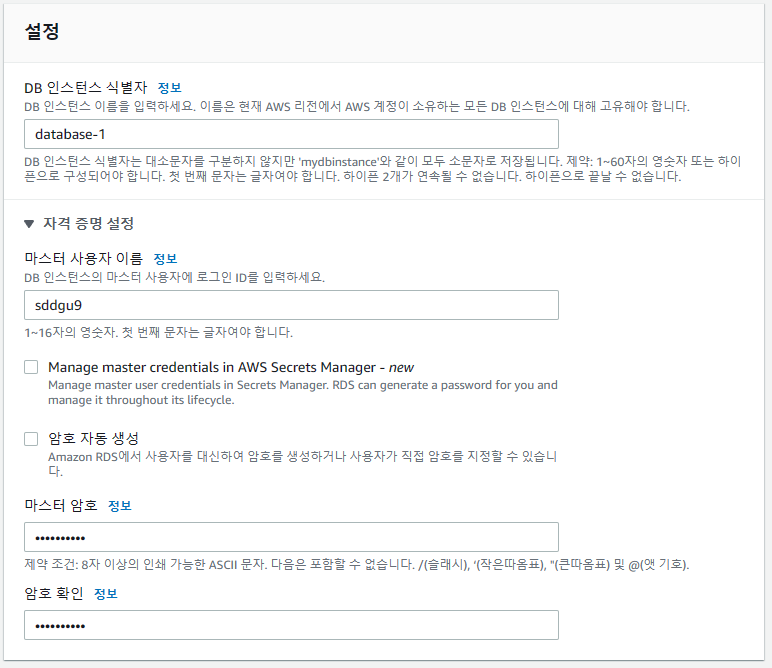 설정
DB 인스턴스 식별자 정보
DB 인스턴스 이름을 입력하세요. 이름은 현재 AWS 리전에서 AWS 계정이 소유하는 모든 DB 인스턴스에 대해 고유해야 합니다.
database-1
DB 인스턴스 식별자는 대소문자를 구분하지 않지만 'mydbinstance'와 같이 모두 소문자로 저장됩니다. 제약: 1~60자의 영숫자 또는 하이
픈으로 구성되어야 합니다. 첫 번째 문자는 글자여야 합니다. 하이픈 2개가 연속될 수 없습니다. 하이픈으로 끝날 수 없습니다.
▼ 자격 증명 설정
마스터 사용자 이름 정보
DB 인스턴스의 마스터 사용자에 로그인 ID를 입력하세요.
sddgu9
1~16자의 영숫자. 첫 번째 문자는 글자여야 합니다.
Manage master credentials in AWS Secrets Manager - new
Manage master user credentials in Secrets Manager. RDS can generate a password for you and
manage it throughout its lifecycle.
암호 자동 생성
Amazon RDS에서 사용자를 대신하여 암호를 생성하거나 사용자가 직접 암호를 지정할 수 있습니
다.
마스터 암호 정보
••••••••••
제약 조건: 8자 이상의 인쇄 가능한 ASCII 문자. 다음은 포함할 수 없습니다. /(슬래시), '(작은따옴표), "(큰따옴표) 및 @(앳 기호).
암호 확인 정보
••••••••••